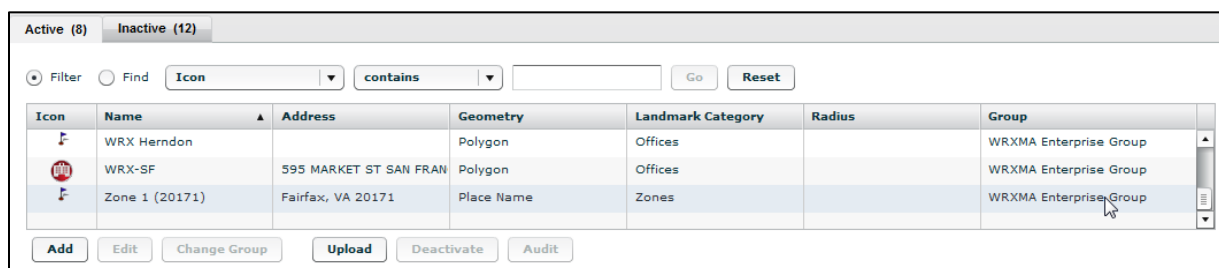 Active (8) Inactive (12)
Filter Find Icon contains Go Reset
Icon Name Address Geometry Landmark Category Radius Group
WRX Herndon Polygon Offices WRXMA Enterprise Group
WRX-SF 595 MARKET ST SAN FRAN Polygon Offices WRXMA Enterprise Group
Zone 1 (20171) Fairfax, VA 20171 Place Name Zones WRXMA Enterprise Group
Add Edit Change Group Upload Deactivate Audit